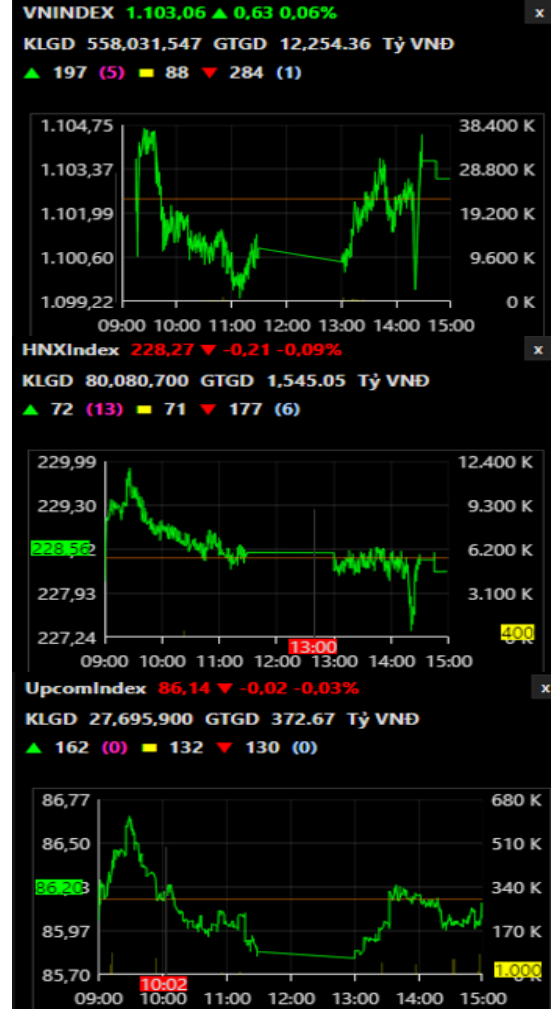 VNINDEX 1.103,06 ▲ 0,63 0,06% x
KLGD 558,031,547 GTGD 12,254.36 Tỷ VNĐ
▲ 197 (5) 88 ▼ 284 (1)
1.104,75 38.400 K
1.103,37 28.800 K
1.101,99 19.200 K
1.100,60 9.600 K
1.099,22 0 K
09:00 10:00 11:00 12:00 13:00 14:00 15:00
HNXIndex 228,27 ▼ -0,21 -0,09% x
KLGD 80,080,700 GTGD 1,545.05 Tỷ VNĐ
▲ 72 (13) 71 ▼ 177 (6)
229,99 12.400 K
229,30 9.300 K
228,56 6.200 K
227,93 3.100 K
227,24 400
13:00
09:00 10:00 11:00 12:00 13:00 14:00 15:00
UpcomIndex 86,14 ▼ -0,02 -0,03% x
KLGD 27,695,900 GTGD 372.67 Tỷ VNĐ
▲ 162 (0) 132 ▼ 130 (0)
86,77 680 K
86,50 510 K
86,20 340 K
85,97 170 K
85,70 1.000
10:02
09:00 10:00 11:00 12:00 13:00 14:00 15:00